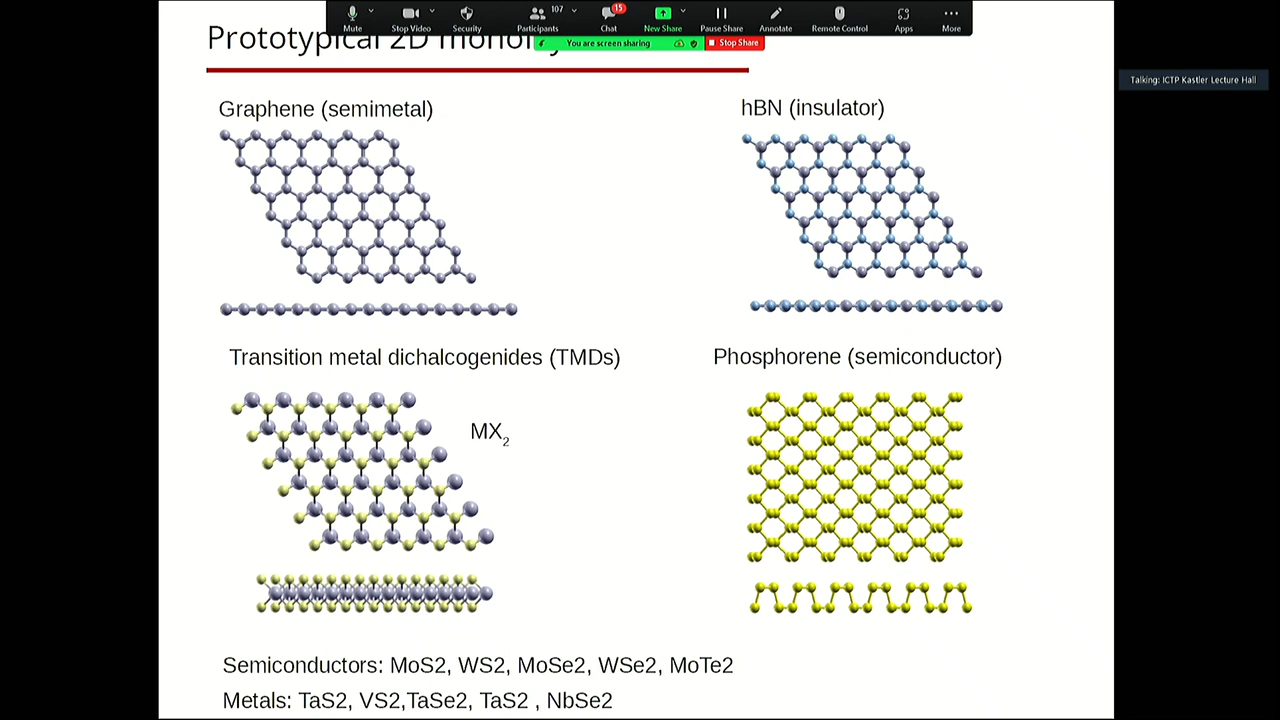 107
15
Mute
Stop Video
Security
Participants
Chat
New Share
Pause Share
Annotate
Remote Control
Apps
More
You are screen sharing
Stop Share
Prototypical 2D
Talking: ICTP Kastler Lecture Hall
Graphene (semimetal)
hBN (insulator)
Transition metal dichalcogenides (TMDs)
Phosphorene (semiconductor)
MX2
Semiconductors: MoS2, WS2, MoSe2, WSe2, MoTe2
Metals: TaS2, VS2,TaSe2, TaS2 , NbSe2